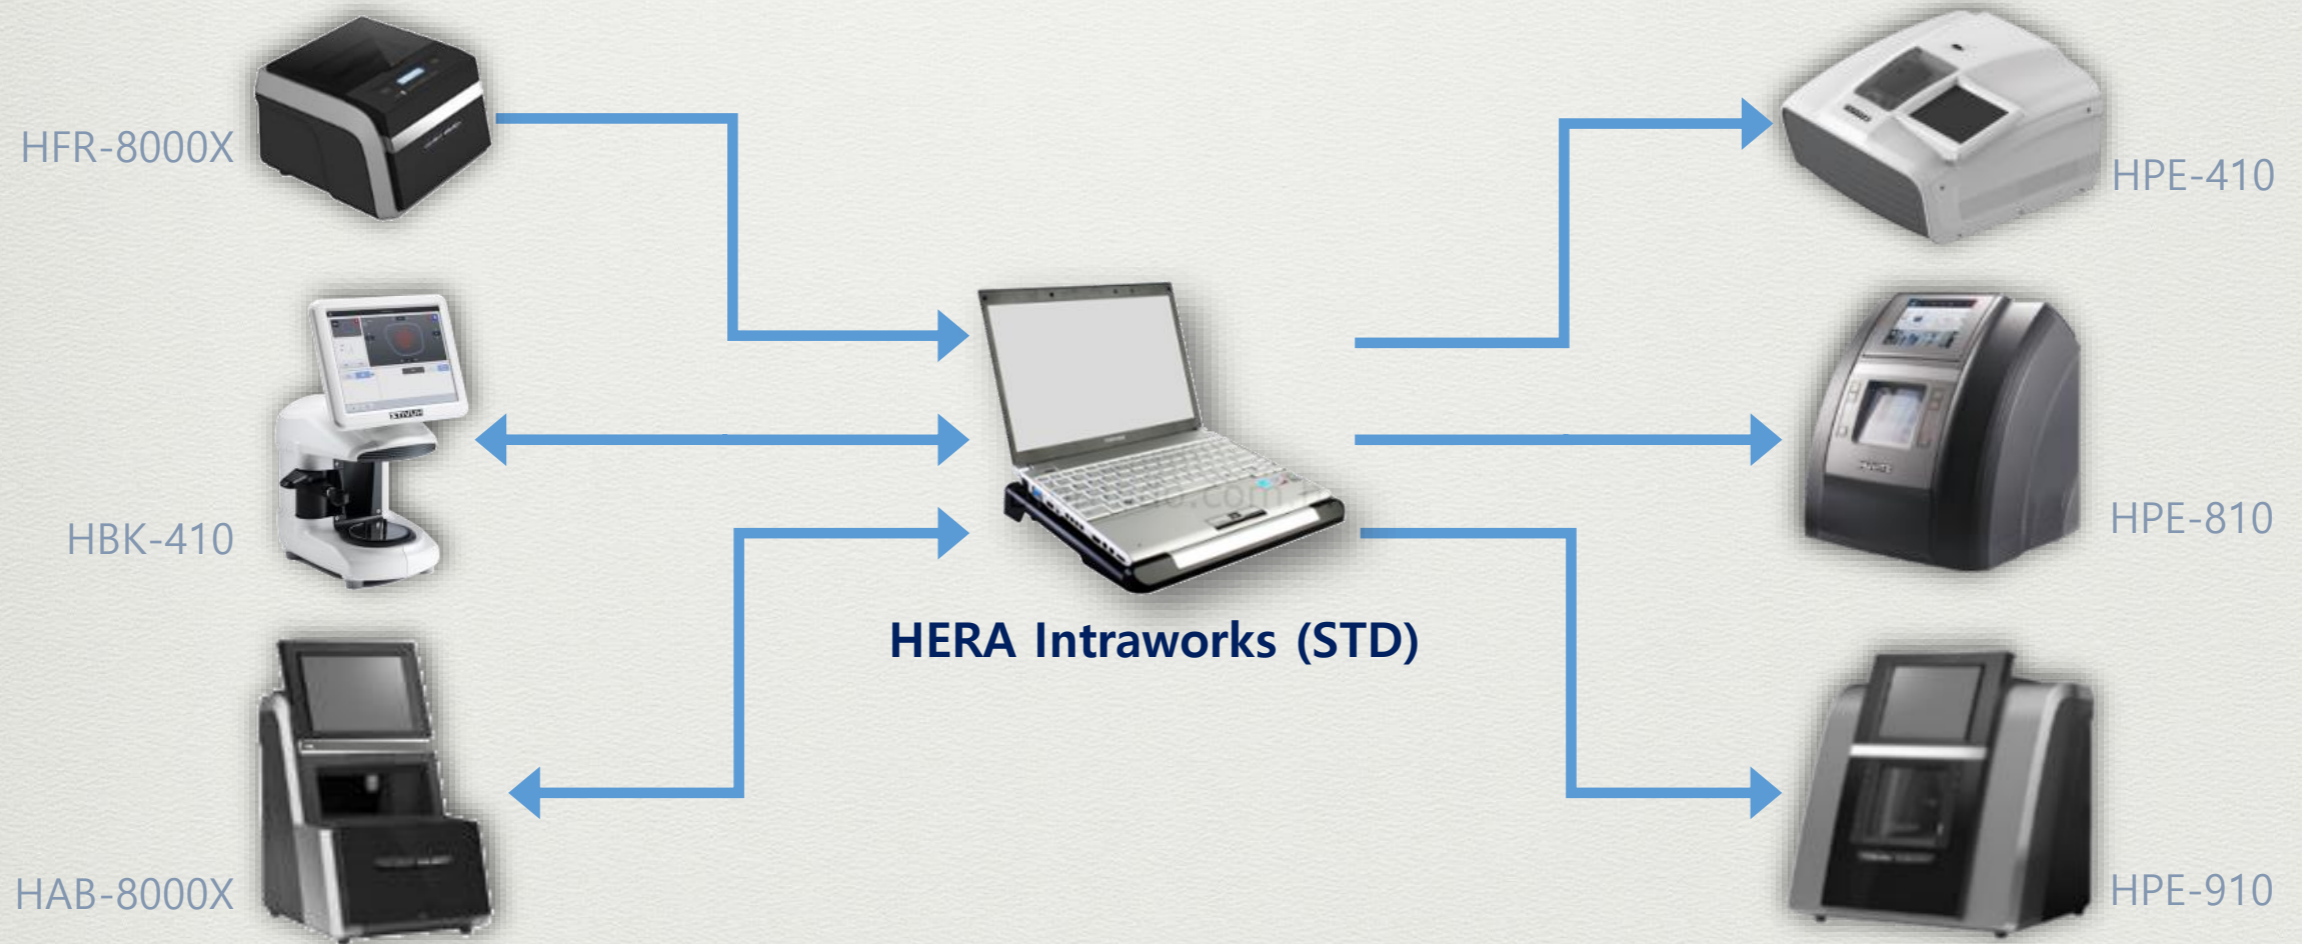 HFR-8000X
HPE-410
HBK-410
HPE-810
HERA Intraworks (STD)
HAB-8000X
HPE-910